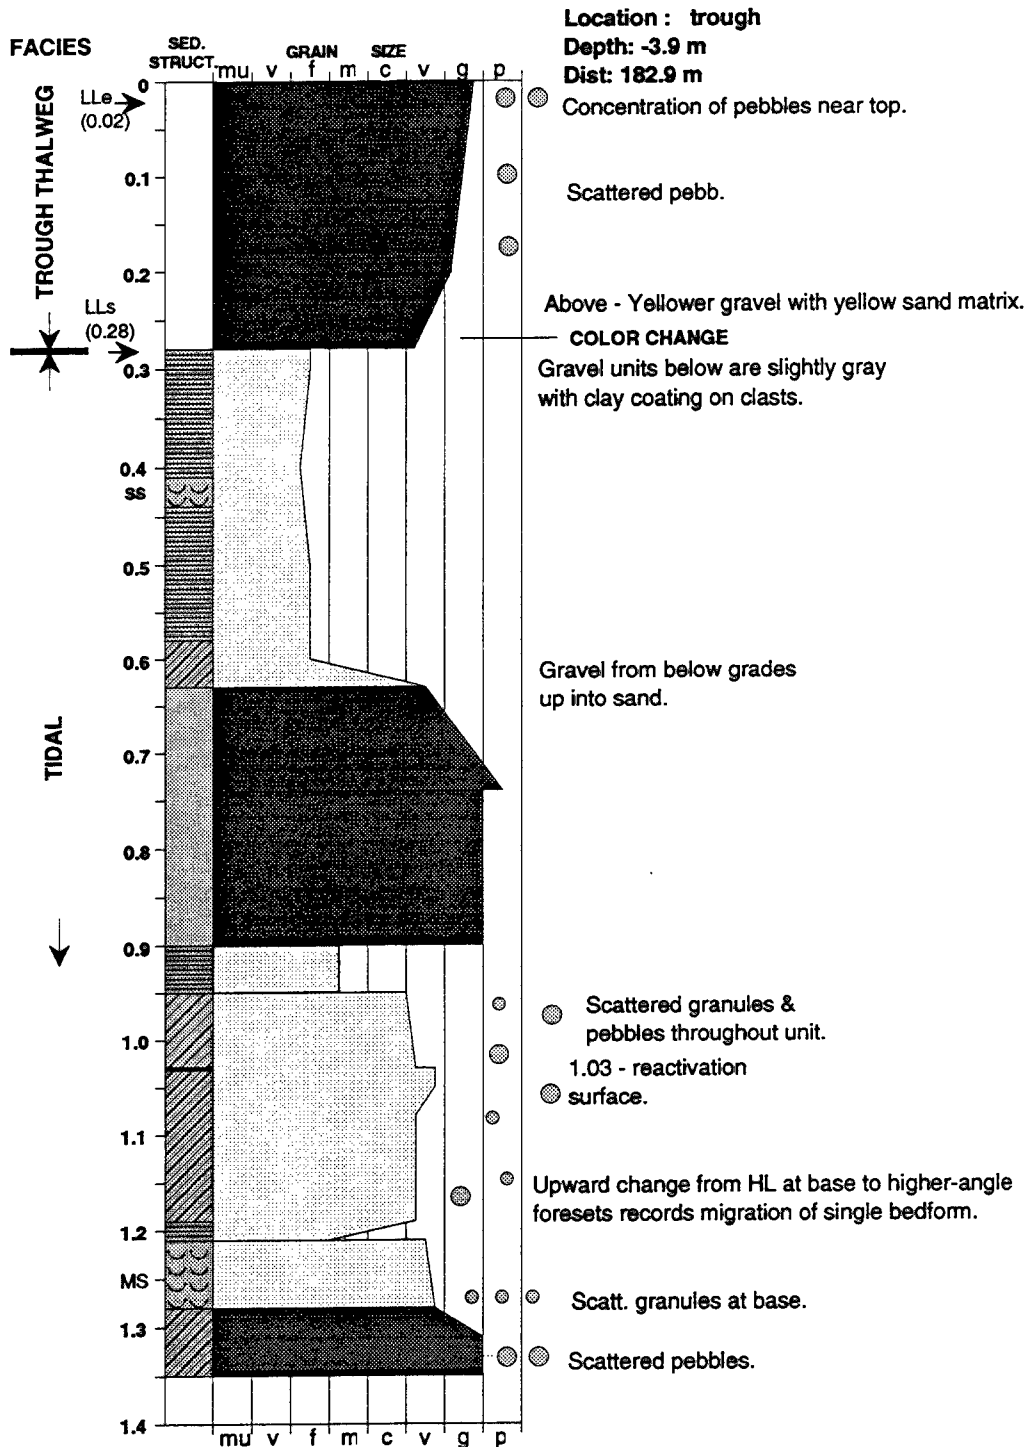 Location : trough
Depth: -3.9 m
Dist: 182.9 m
FACIES
SED.
STRUCT.
GRAIN SIZE
mu v f m c v g p
0
LLe
(0.02)
Concentration of pebbles near top.
TROUGH THALWEG
0.1
Scattered pebb.
0.2
LLs
(0.28)
Above - Yellower gravel with yellow sand matrix.
COLOR CHANGE
0.3
Gravel units below are slightly gray
with clay coating on clasts.
0.4
SS
0.5
0.6
Gravel from below grades
up into sand.
TIDAL
0.7
0.8
0.9
Scattered granules &
pebbles throughout unit.
1.0
1.03 - reactivation
surface.
1.1
Upward change from HL at base to higher-angle
foresets records migration of single bedform.
1.2
MS
Scatt. granules at base.
1.3
Scattered pebbles.
1.4
mu v f m c v g p